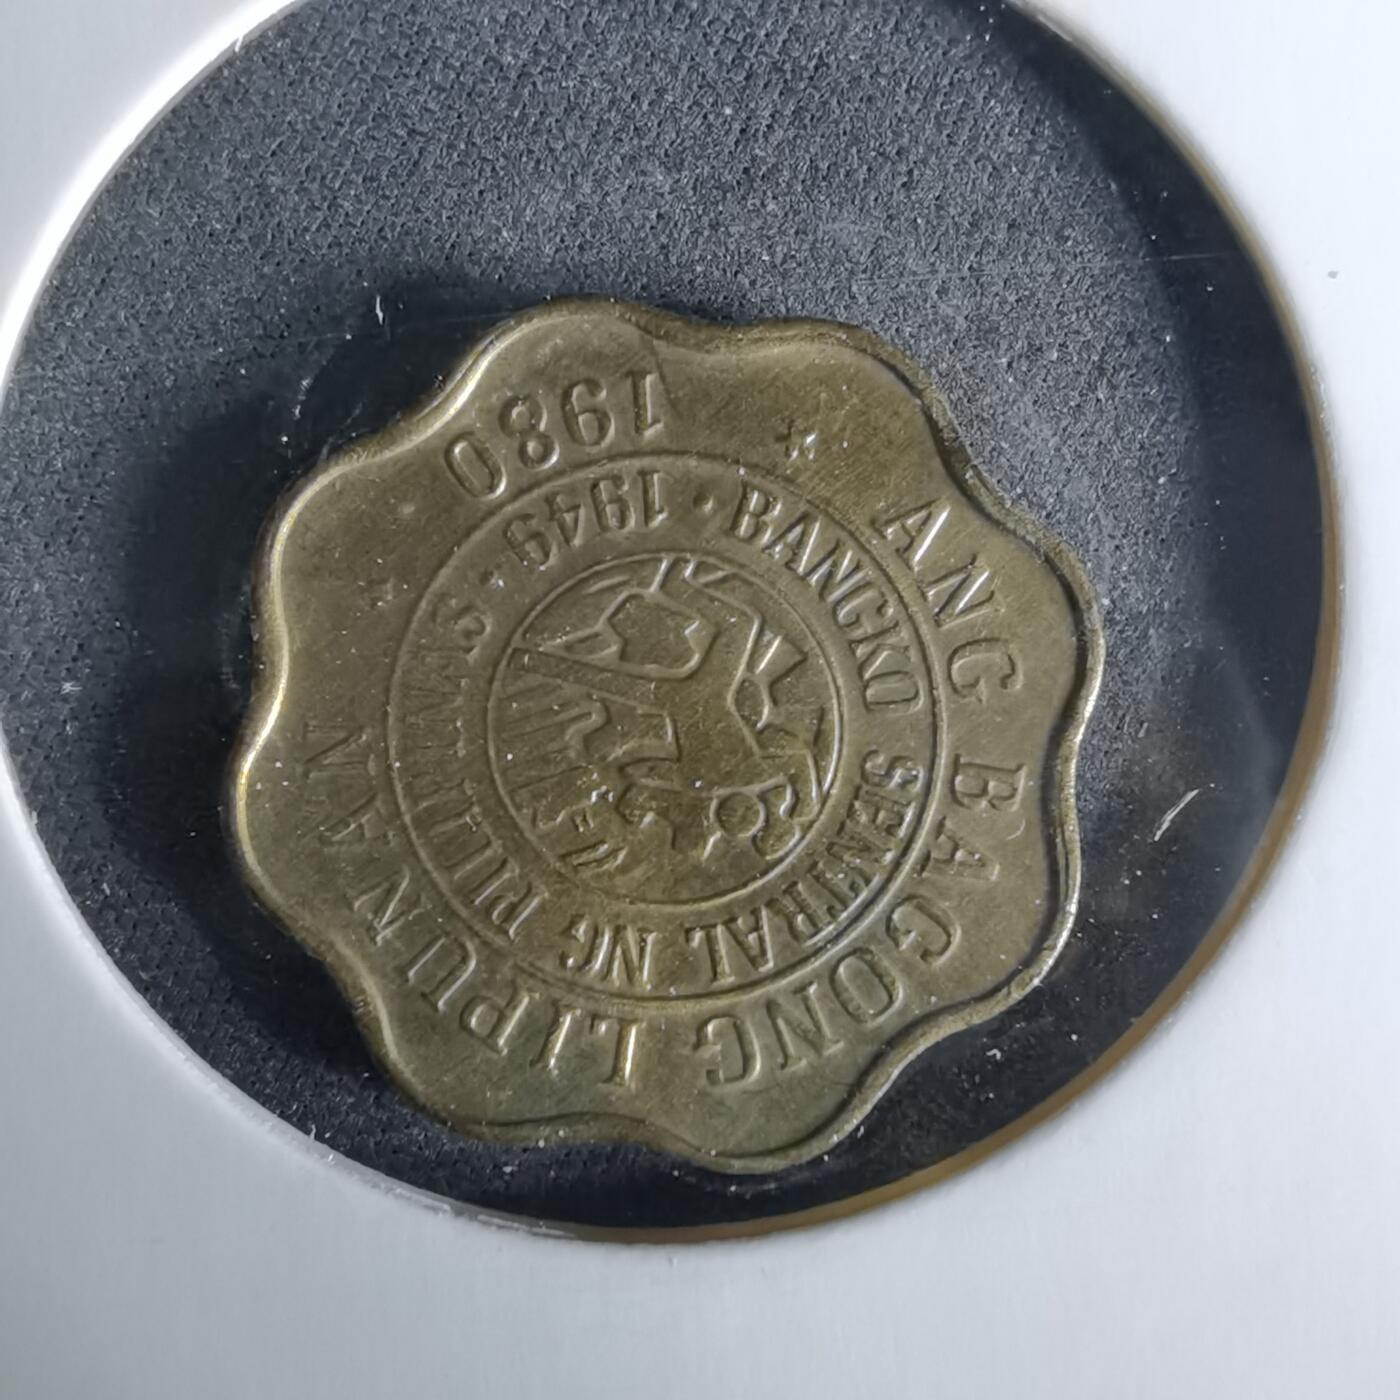 ANG BAGONG LIPUNAN
1980
BANGKO SENTRAL NG PILIPINAS · 1949 ·